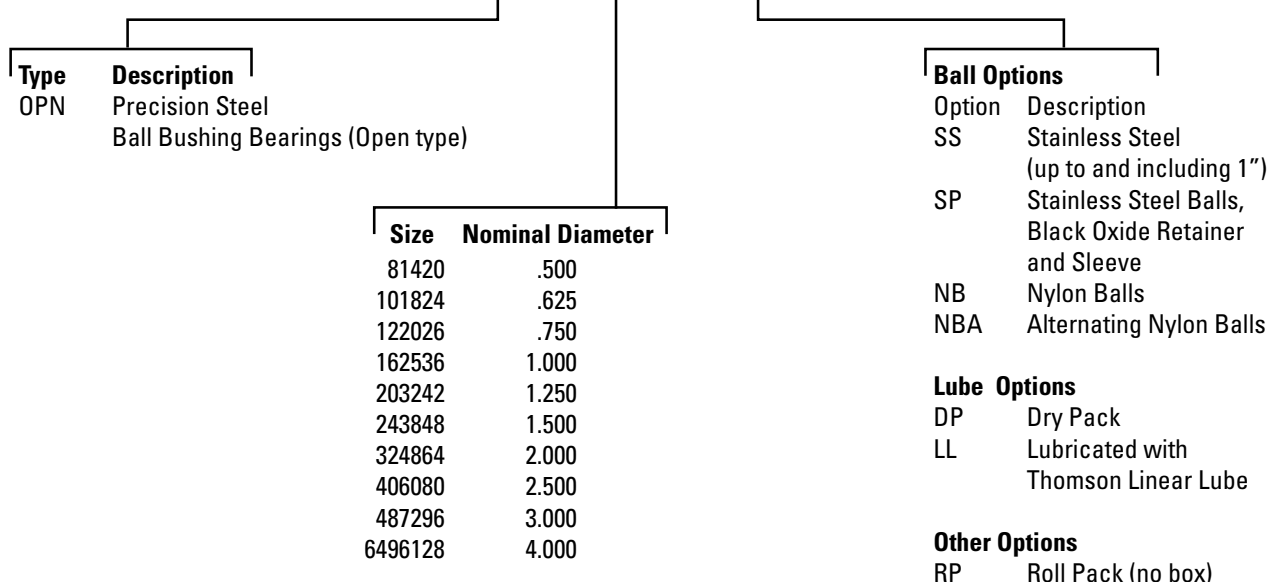 Type Description
OPN Precision Steel
Ball Bushing Bearings (Open type)
Size Nominal Diameter
81420 .500
101824 .625
122026 .750
162536 1.000
203242 1.250
243848 1.500
324864 2.000
406080 2.500
487296 3.000
6496128 4.000
Ball Options
Option Description
SS Stainless Steel
(up to and including 1”)
SP Stainless Steel Balls,
Black Oxide Retainer
and Sleeve
NB Nylon Balls
NBA Alternating Nylon Balls
Lube Options
DP Dry Pack
LL Lubricated with
Thomson Linear Lube
Other Options
RP Roll Pack (no box)